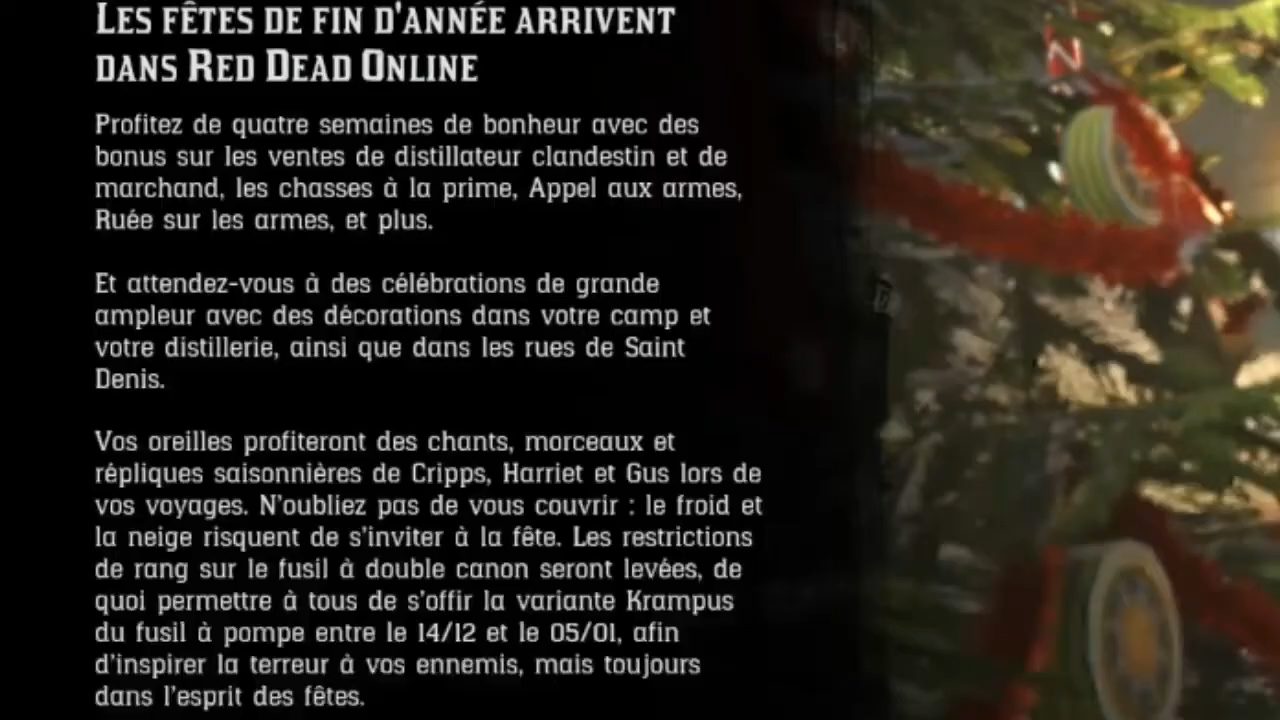 LES FÊTES DE FIN D'ANNÉE ARRIVENT
DANS RED DEAD ONLINE
Profitez de quatre semaines de bonheur avec des
bonus sur les ventes de distillateur clandestin et de
marchand, les chasses à la prime, Appel aux armes,
Ruée sur les armes, et plus.
Et attendez-vous à des célébrations de grande
ampleur avec des décorations dans votre camp et
votre distillerie, ainsi que dans les rues de Saint
Denis.
Vos oreilles profiteront des chants, morceaux et
répliques saisonnières de Cripps, Harriet et Gus lors de
vos voyages. N'oubliez pas de vous couvrir : le froid et
la neige risquent de s'inviter à la fête. Les restrictions
de rang sur le fusil à double canon seront levées, de
quoi permettre à tous de s'offir la variante Krampus
du fusil à pompe entre le 14/12 et le 05/01, afin
d'inspirer la terreur à vos ennemis, mais toujours
dans l'esprit des fêtes.